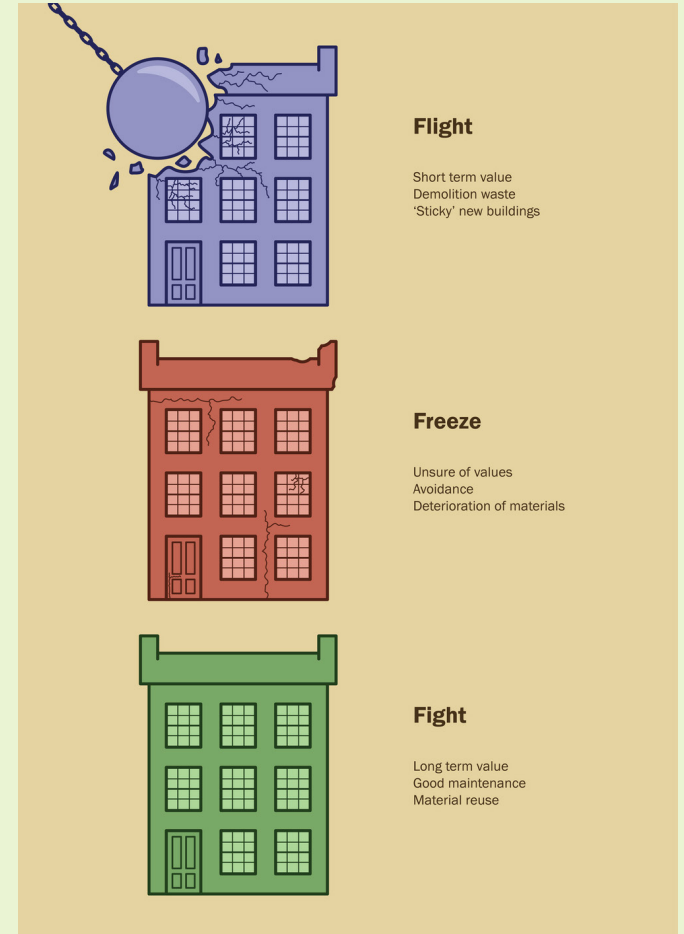 Flight
Short term value
Demolition waste
‘Sticky’ new buildings
Freeze
Unsure of values
Avoidance
Deterioration of materials
Fight
Long term value
Good maintenance
Material reuse